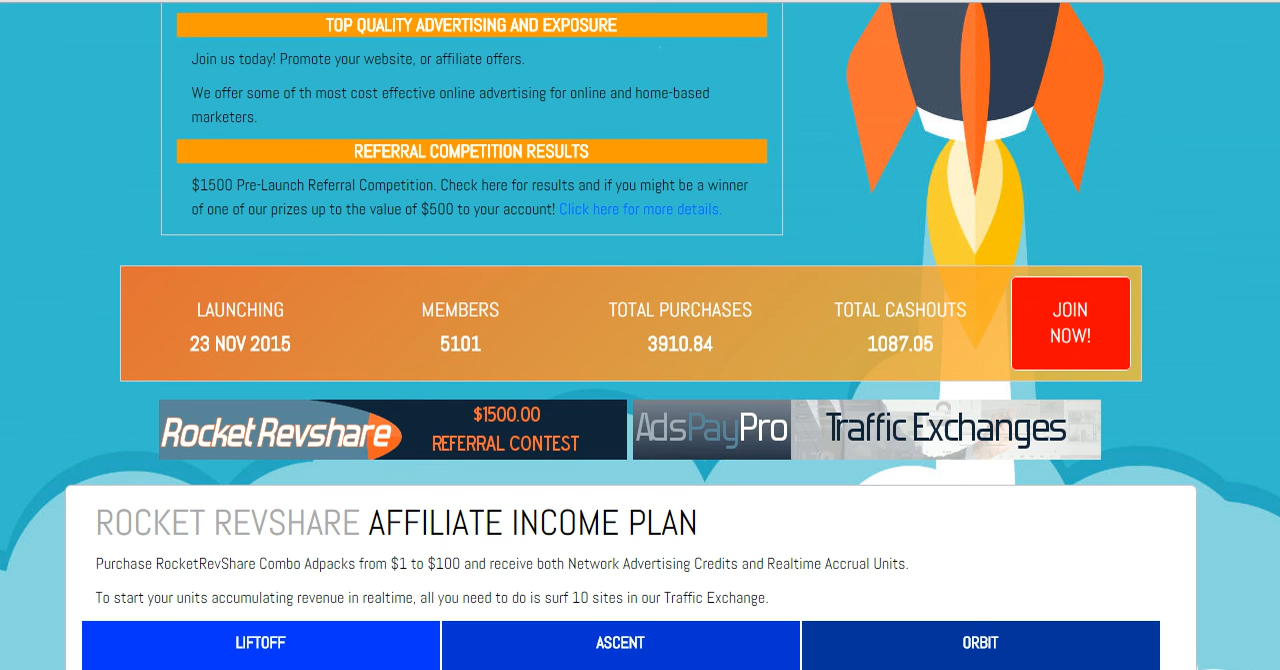 TOP QUALITY ADVERTISING AND EXPOSURE
Join us today! Promote your website, or affiliate offers.
We offer some of th most cost effective online advertising for online and home-based
marketers.
REFERRAL COMPETITION RESULTS
$1500 Pre-Launch Referral Competition. Check here for results and if you might be a winner
of one of our prizes up to the value of $500 to your account! Click here for more details.
LAUNCHING MEMBERS TOTAL PURCHASES TOTAL CASHOUTS
23 NOV 2015 5101 3910.84 1087.05
JOIN
NOW!
Rocket Revshare
$1500.00
REFERRAL CONTEST
AdsPayPro Traffic Exchanges
ROCKET REVSHARE AFFILIATE INCOME PLAN
Purchase RocketRevShare Combo Adpacks from $1 to $100 and receive both Network Advertising Credits and Realtime Accrual Units.
To start your units accumulating revenue in realtime, all you need to do is surf 10 sites in our Traffic Exchange.
LIFTOFF ASCENT ORBIT